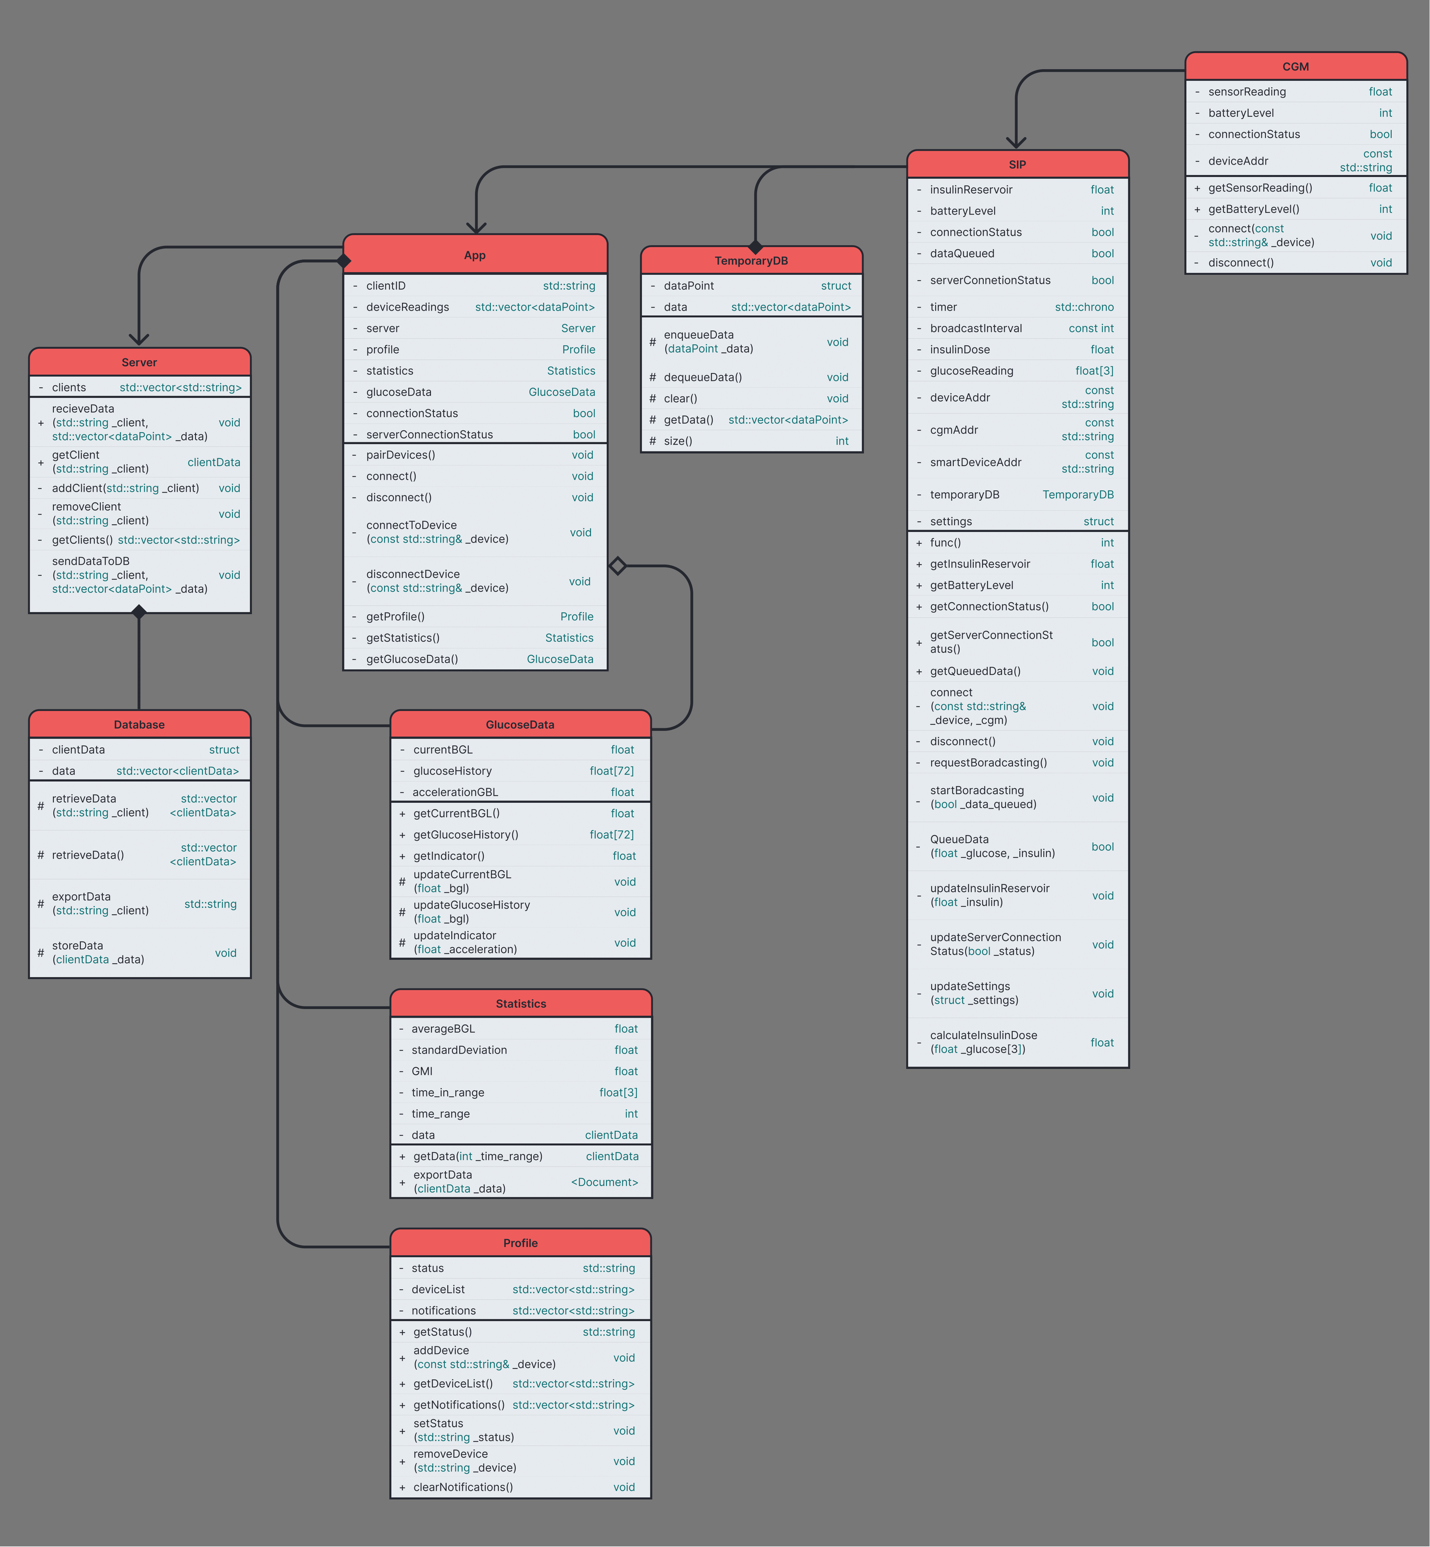 CGM
- sensorReading float
- batteryLevel int
- connectionStatus bool
- deviceAddr const
std::string
+ getSensorReading() float
+ getBatteryLevel() int
- connect(const
std::string& _device) void
- disconnect() void
SIP
- insulinReservoir float
- batteryLevel int
- connectionStatus bool
- dataQueued bool
- serverConnetionStatus bool
- timer std::chrono
- broadcastInterval const int
- insulinDose float
- glucoseReading float[3]
- deviceAddr const
std::string
- cgmAddr const
std::string
- smartDeviceAddr const
std::string
- temporaryDB TemporaryDB
- settings struct
+ func() int
+ getInsulinReservoir float
+ getBatteryLevel int
+ getConnectionStatus() bool
+ getServerConnectionSt
atus() bool
+ getQueuedData() void
- connect
(const std::string&
_device, _cgm) void
- disconnect() void
- requestBoradcasting() void
- startBoradcasting
(bool _data_queued) void
- QueueData
(float _glucose, _insulin) bool
- updateInsulinReservoir
(float _insulin) void
- updateServerConnection
Status(bool _status) void
- updateSettings
(struct _settings) void
- calculateInsulinDose
(float _glucose[3]) float
App
- clientID std::string
- deviceReadings std::vector<dataPoint>
- server Server
- profile Profile
- statistics Statistics
- glucoseData GlucoseData
- connectionStatus bool
- serverConnectionStatus bool
- pairDevices() void
- connect() void
- disconnect() void
- connectToDevice
(const std::string& _device) void
- disconnectDevice
(const std::string& _device) void
- getProfile() Profile
- getStatistics() Statistics
- getGlucoseData() GlucoseData
TemporaryDB
- dataPoint struct
- data std::vector<dataPoint>
# enqueueData
(dataPoint _data) void
# dequeueData() void
# clear() void
# getData() std::vector<dataPoint>
# size() int
Server
- clients std::vector<std::string>
+ recieveData
(std::string _client,
std::vector<dataPoint> _data) void
+ getClient
(std::string _client) clientData
- addClient(std::string _client) void
- removeClient
(std::string _client) void
- getClients() std::vector<std::string>
- sendDataToDB
(std::string _client,
std::vector<dataPoint> _data) void
Database
- clientData struct
- data std::vector<clientData>
# retrieveData std::vector
(std::string _client) <clientData>
# retrieveData() std::vector
<clientData>
# exportData
(std::string _client) std::string
# storeData
(clientData _data) void
GlucoseData
- currentBGL float
- glucoseHistory float[72]
- accelerationGBL float
+ getCurrentBGL() float
+ getGlucoseHistory() float[72]
+ getIndicator() float
# updateCurrentBGL
(float _bgl) void
# updateGlucoseHistory
(float _bgl) void
# updateIndicator
(float _acceleration) void
Statistics
- averageBGL float
- standardDeviation float
- GMI float
- time_in_range float[3]
- time_range int
- data clientData
+ getData(int _time_range) clientData
+ exportData
(clientData _data) <Document>
Profile
- status std::string
- deviceList std::vector<std::string>
- notifications std::vector<std::string>
+ getStatus() std::string
+ addDevice
(const std::string& _device) void
+ getDeviceList() std::vector<std::string>
+ getNotifications() std::vector<std::string>
+ setStatus
(std::string _status) void
+ removeDevice
(std::string _device) void
+ clearNotifications() void